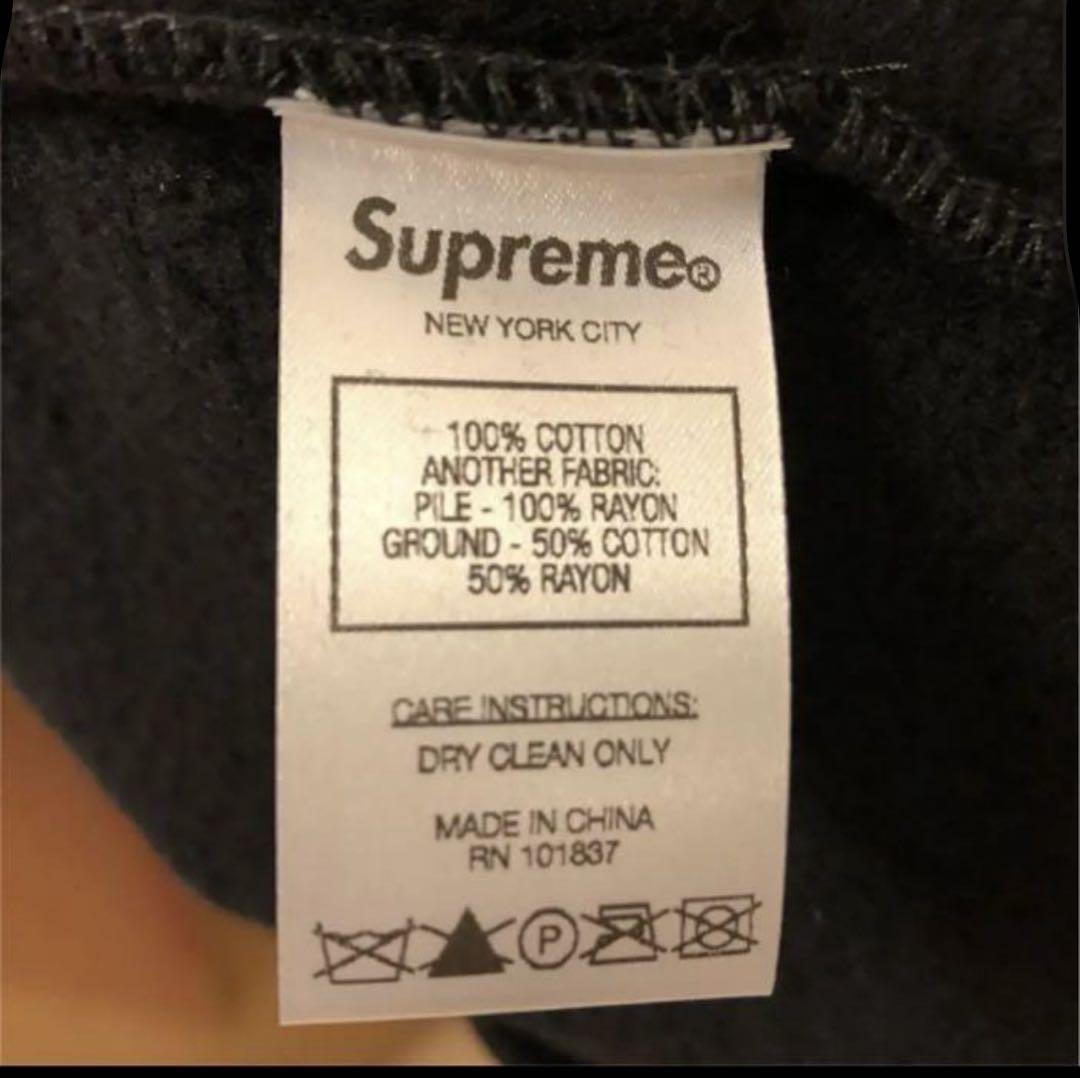 Supreme®
NEW YORK CITY
100% COTTON
ANOTHER FABRIC:
PILE - 100% RAYON
GROUND - 50% COTTON
50% RAYON
CARE INSTRUCTIONS:
DRY CLEAN ONLY
MADE IN CHINA
RN 101837
P